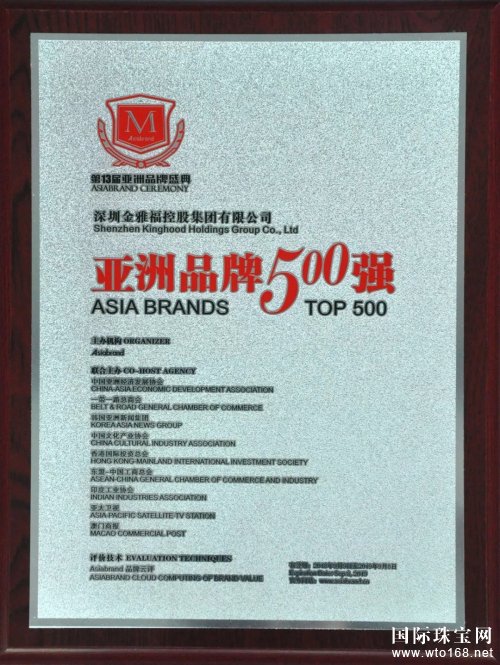 M
Asiabrand
第13届亚洲品牌盛典
ASIABRAND CEREMONY
深圳金雅福控股集团有限公司
Shenzhen Kinghood Holdings Group Co., Ltd
亚洲品牌500强
ASIA BRANDS TOP 500
主办机构 ORGANIZER
Asiabrand
联合主办 CO-HOST AGENCY
中国亚洲经济发展协会
CHINA-ASIA ECONOMIC DEVELOPMENT ASSOCIATION
一带一路总商会
BELT & ROAD GENERAL CHAMBER OF COMMERCE
韩国亚洲新闻集团
KOREA ASIA NEWS GROUP
中国文化产业协会
CHINA CULTURAL INDUSTRY ASSOCIATION
香港国际投资总会
HONG KONG-MAINLAND INTERNATIONAL INVESTMENT SOCIETY
东盟-中国工商总会
ASEAN-CHINA GENERAL CHAMBER OF COMMERCE AND INDUSTRY
印度工业协会
INDIAN INDUSTRIES ASSOCIATION
亚太卫视
ASIA-PACIFIC SATELLITE TV STATION
澳门商报
MACAO COMMERCIAL POST
评价技术 EVALUATION TECHNIQUES
Asiabrand 品牌云评
ASIABRAND CLOUD COMPUTING OF BRAND VALUE
www.asiabrand.cn
国际珠宝网
www.wto168.net